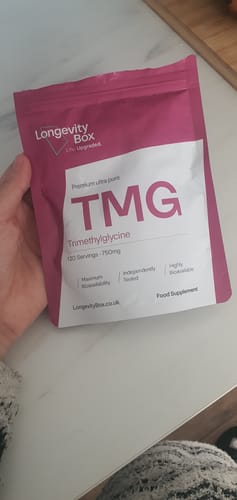 Longevity
Box
Life. Upgraded.
Premium ultra pure
TMG
Trimethylglycine
120 Servings · 750mg
Maximum
Bioavailability
Independently
Tested
Highly
Bioavailable
LongevityBox.co.uk
Food Supplement